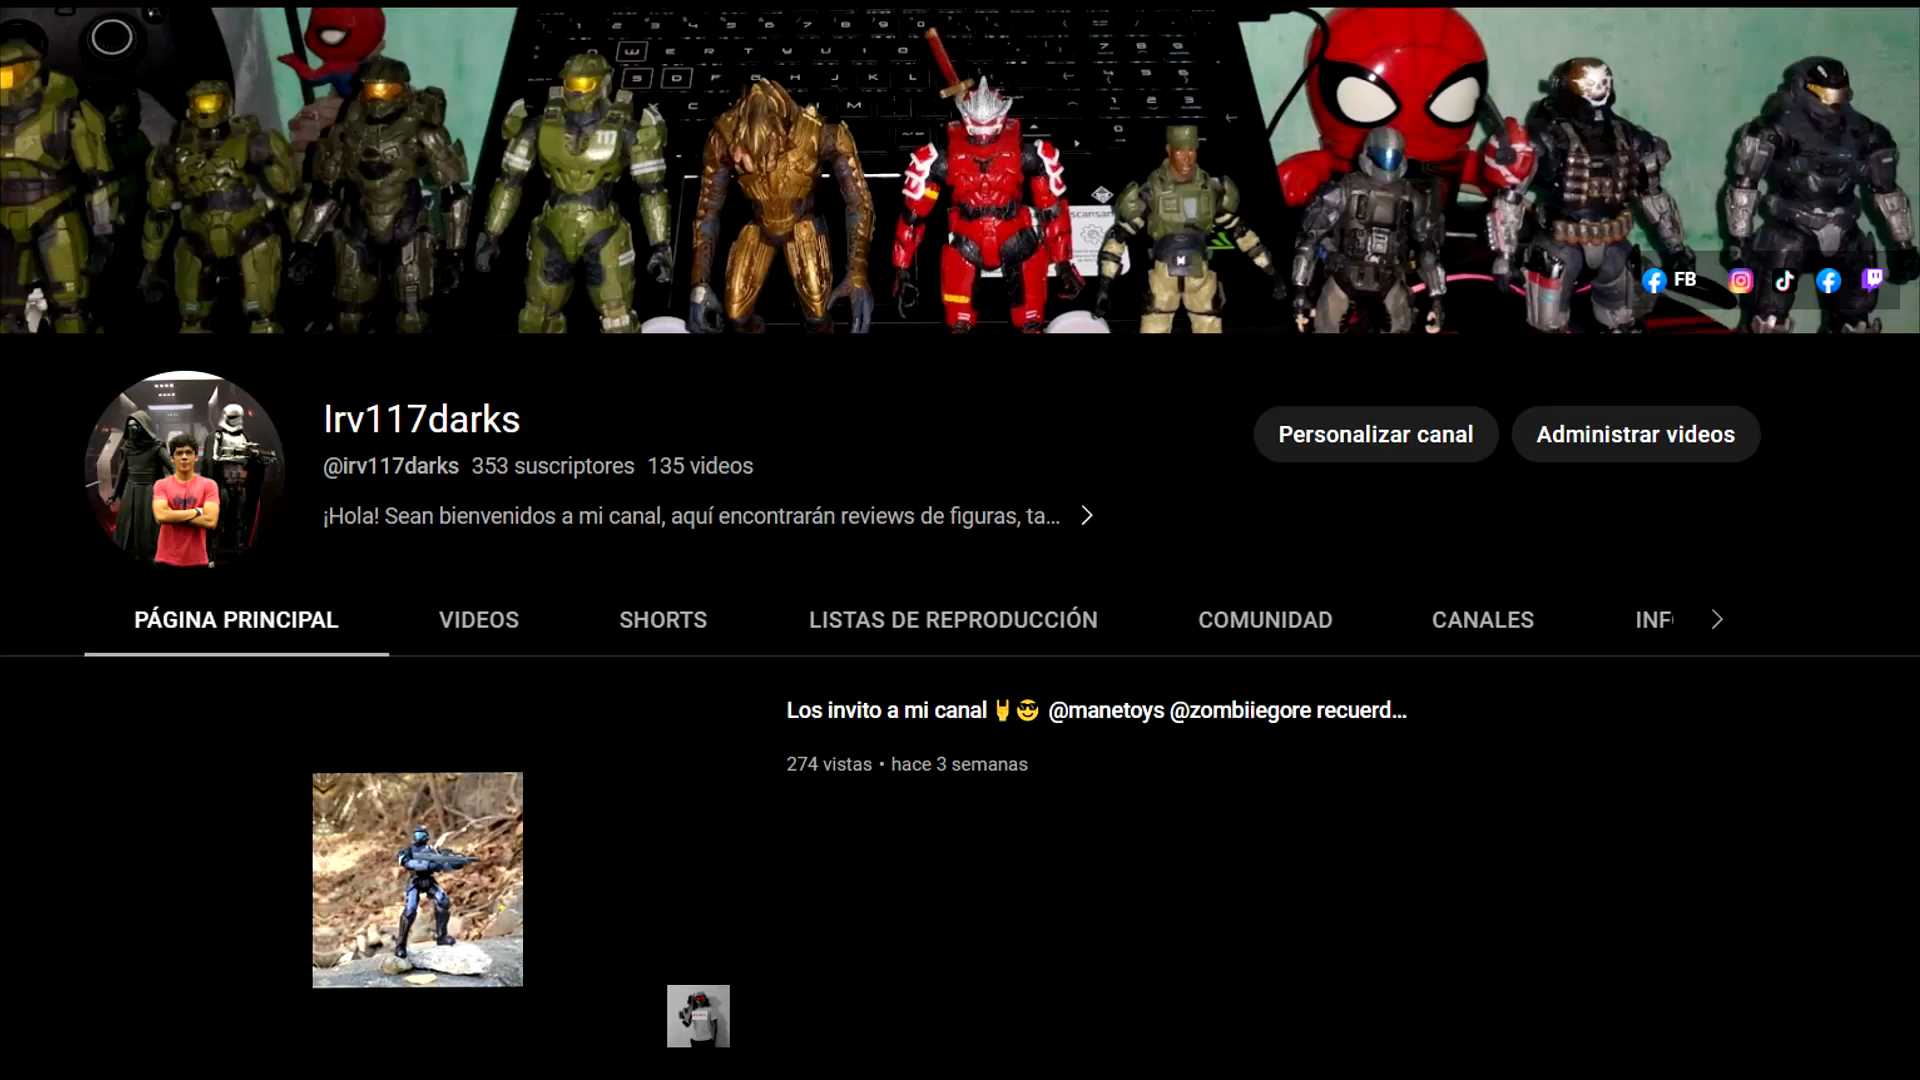 117
FB
Irv117darks
@irv117darks 353 suscriptores 135 videos
¡Hola! Sean bienvenidos a mi canal, aquí encontrarán reviews de figuras, ta...
Personalizar canal
Administrar videos
PÁGINA PRINCIPAL
VIDEOS
SHORTS
LISTAS DE REPRODUCCIÓN
COMUNIDAD
CANALES
INF
Los invito a mi canal 🤘😎 @manetoys @zombiiegore recuerd...
274 vistas • hace 3 semanas